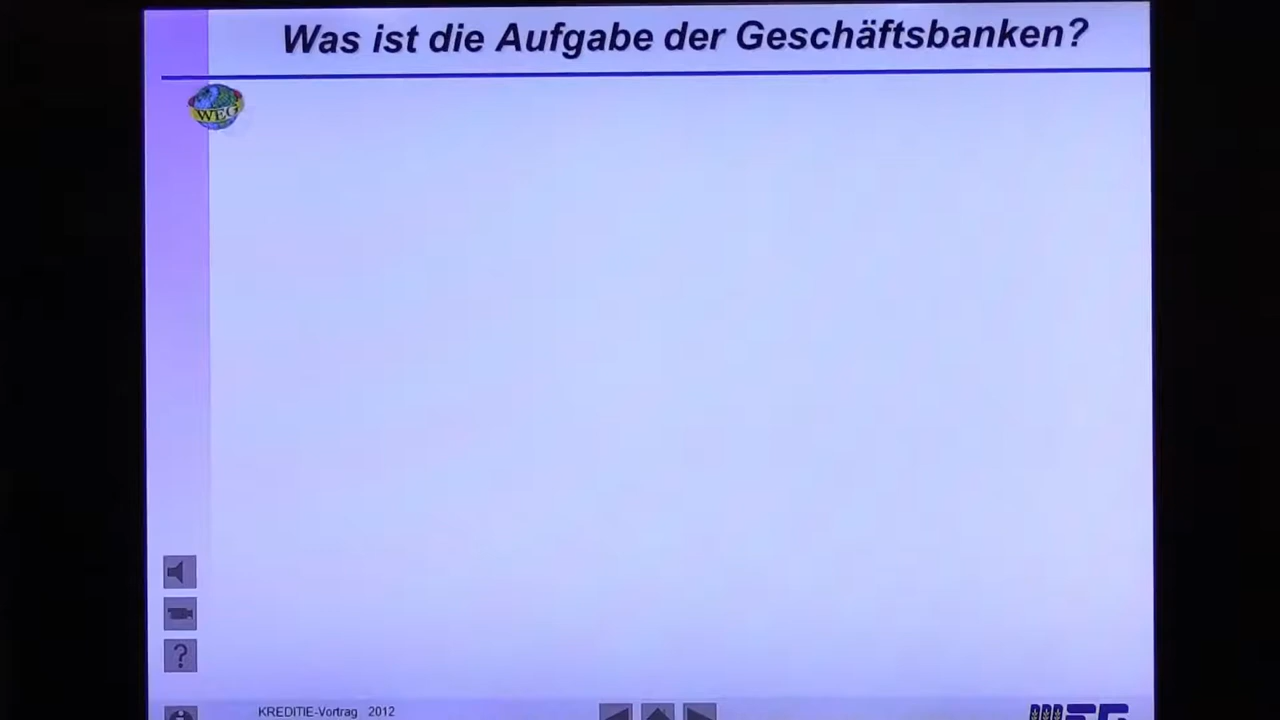 Was ist die Aufgabe der Geschäftsbanken?
WEG
?
KREDITIE-Vortrag 2012